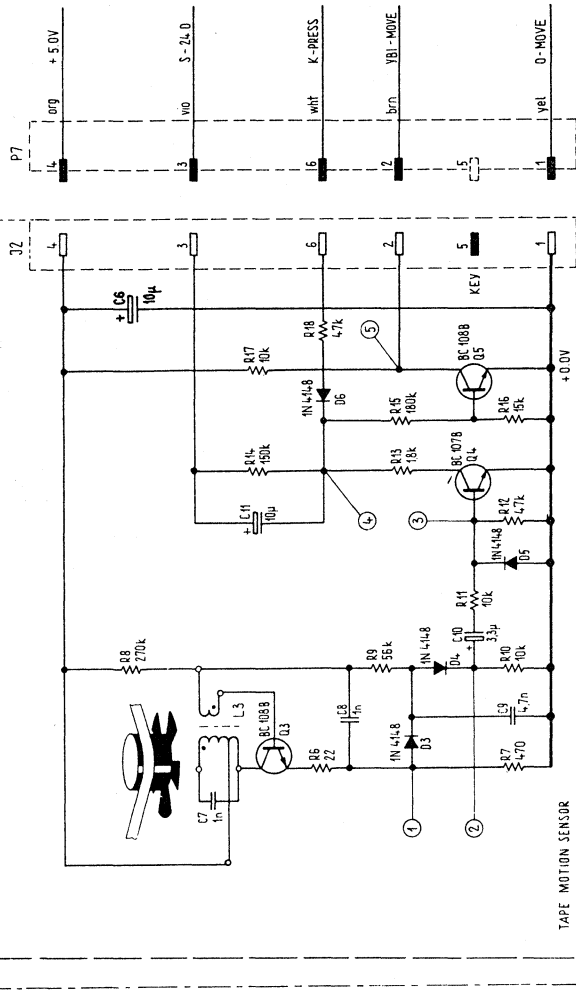 P7
4
org
+5.0V
3
vio
S-24.0
6
wht
K-PRESS
2
brn
YB1-MOVE
5
1
yel
0-MOVE
J2
4
3
6
2
5
KEY
1
+ C6
10µ
R18
47k
R17
10k
5
1N4148
D6
BC108B
Q5
R15
180k
R16
15k
+0.0V
R14
150k
R13
18k
BC107B
Q4
+ C11
10µ
4
3
R12
47k
1N4148
D5
R11
10k
C10
+ 3,3µ
R8
270k
R9
56k
1N4148
D4
R10
10k
L3
C8
1n
C9
4,7n
BC108B
Q3
R6
22
1N4148
D3
R7
470
C7
1n
1
2
TAPE MOTION SENSOR